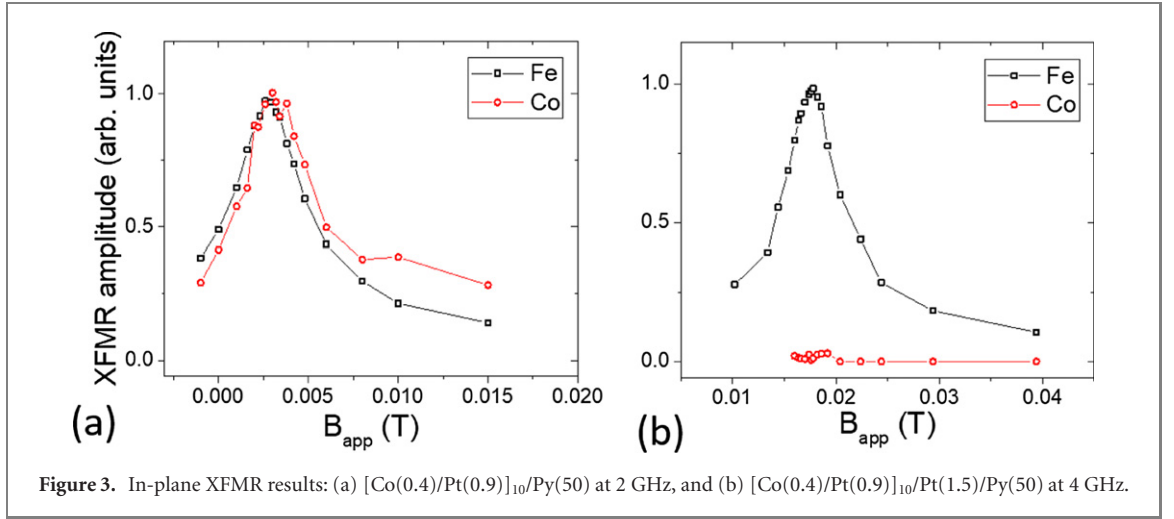 Fe
Co
XFMR amplitude (arb. units)
1.0
0.5
0.0
0.000 0.005 0.010 0.015 0.020
B_app (T)
(a)
Fe
Co
1.0
0.5
0.0
0.01 0.02 0.03 0.04
B_app (T)
(b)
Figure 3. In-plane XFMR results: (a) [Co(0.4)/Pt(0.9)]₁₀/Py(50) at 2 GHz, and (b) [Co(0.4)/Pt(0.9)]₁₀/Pt(1.5)/Py(50) at 4 GHz.